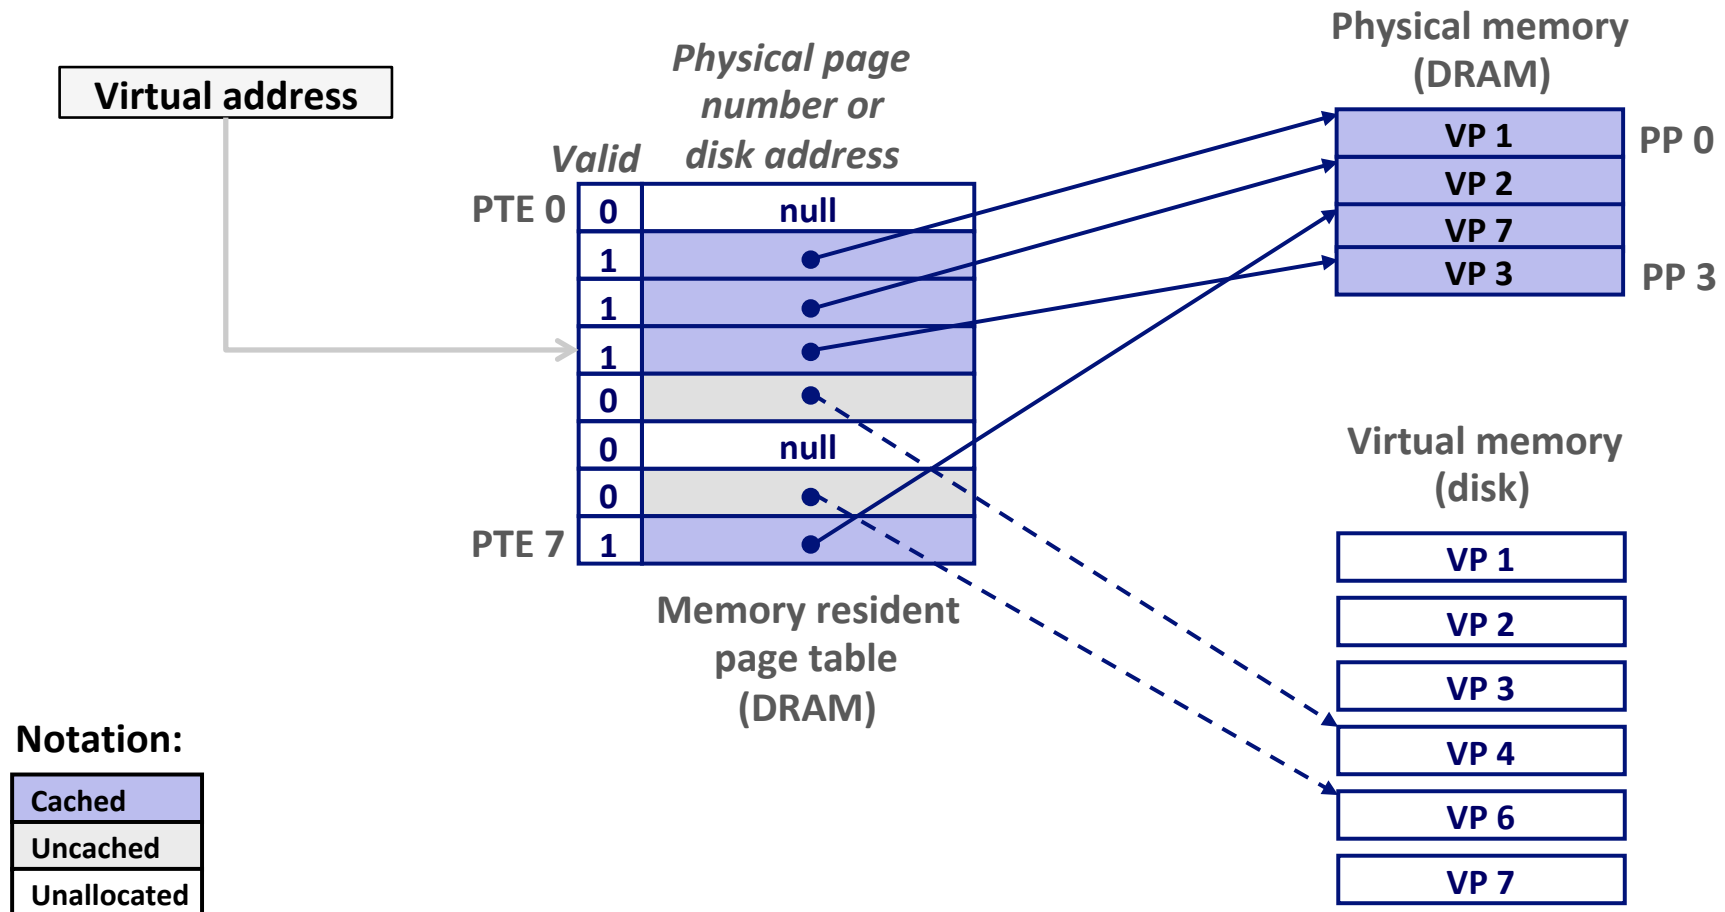 Virtual address
Physical page
number or
disk address
Valid
PTE 0
0
null
1
1
1
0
0
null
0
PTE 7
1
Memory resident
page table
(DRAM)
Physical memory
(DRAM)
VP 1
PP 0
VP 2
VP 7
VP 3
PP 3
Virtual memory
(disk)
VP 1
VP 2
VP 3
VP 4
VP 6
VP 7
Notation:
Cached
Uncached
Unallocated